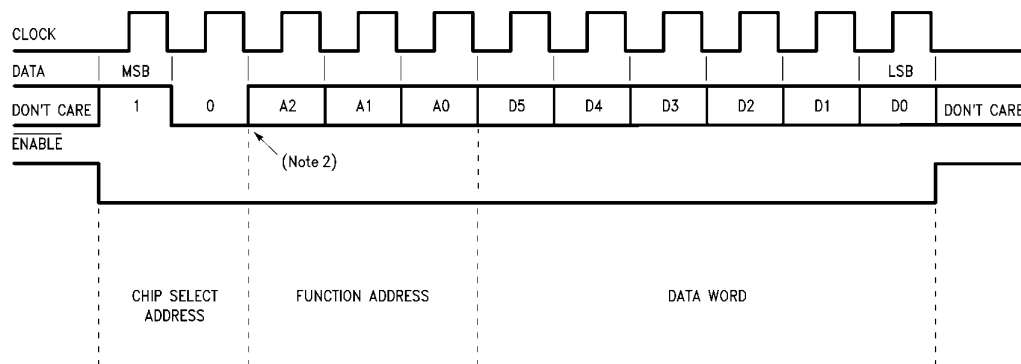 CLOCK
DATA MSB LSB
DON'T CARE 1 0 A2 A1 A0 D5 D4 D3 D2 D1 D0 DON'T CARE
ENABLE
(Note 2)
CHIP SELECT ADDRESS
FUNCTION ADDRESS
DATA WORD